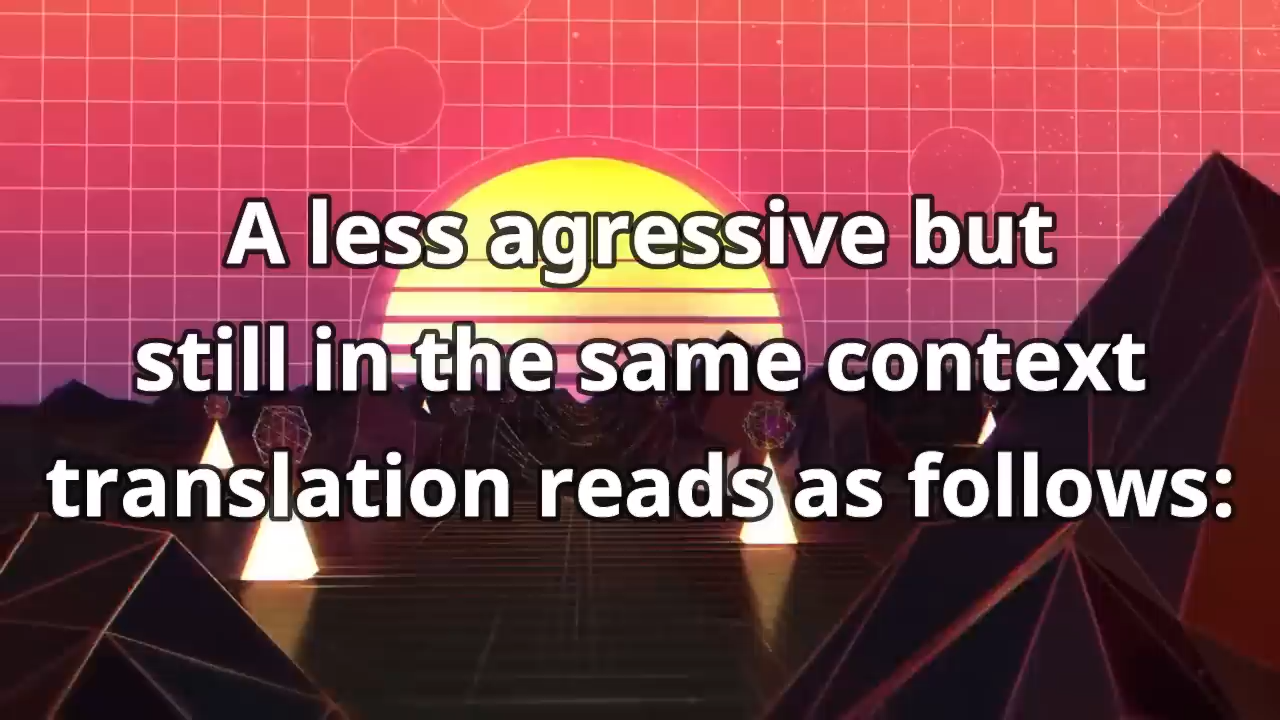 A less agressive but
still in the same context
translation reads as follows: